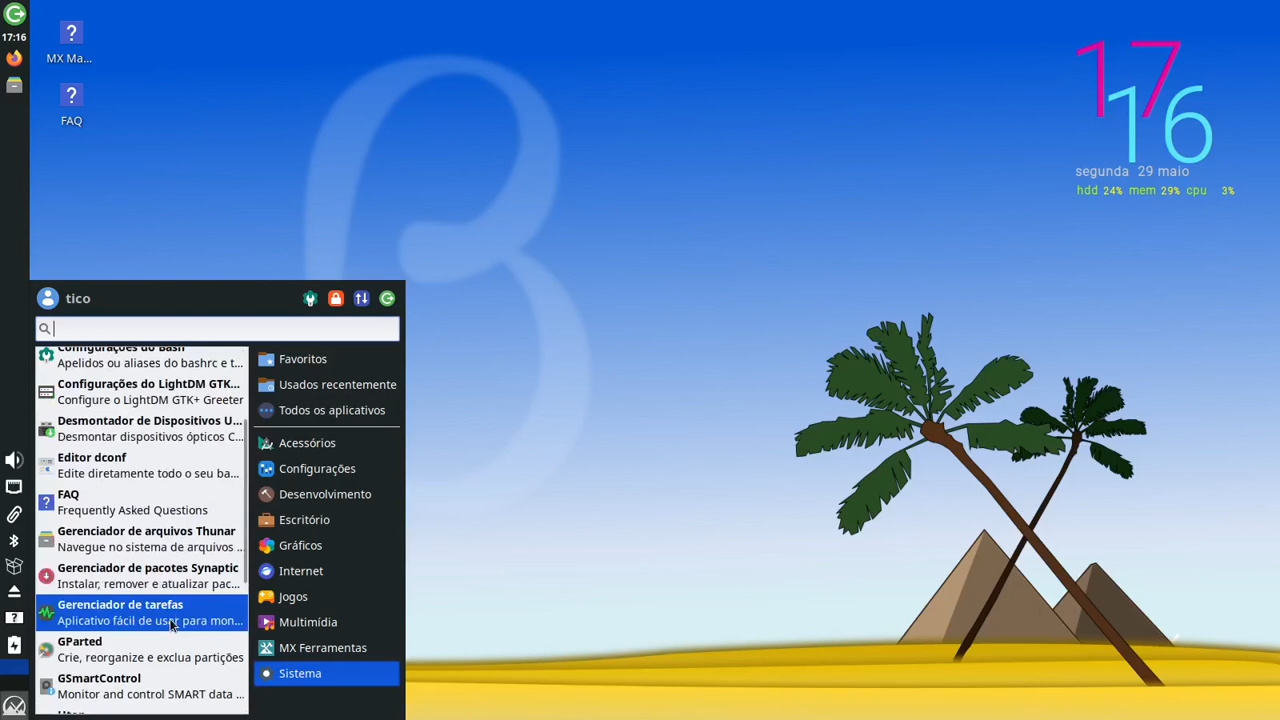 17:16
MX Ma...
FAQ
17
16
segunda 29 maio
hdd 24% mem 29% cpu 3%
tico
Configurações do Bash
Apelidos ou aliases do bashrc e t...
Configurações do LightDM GTK...
Configure o LightDM GTK+ Greeter
Desmontador de Dispositivos U...
Desmontar dispositivos ópticos C...
Editor dconf
Edite diretamente todo o seu ba...
FAQ
Frequently Asked Questions
Gerenciador de arquivos Thunar
Navegue no sistema de arquivos ...
Gerenciador de pacotes Synaptic
Instalar, remover e atualizar pac...
Gerenciador de tarefas
Aplicativo fácil de usar para mon...
GParted
Crie, reorganize e exclua partições
GSmartControl
Monitor and control SMART data ...
Favoritos
Usados recentemente
Todos os aplicativos
Acessórios
Configurações
Desenvolvimento
Escritório
Gráficos
Internet
Jogos
Multimídia
MX Ferramentas
Sistema